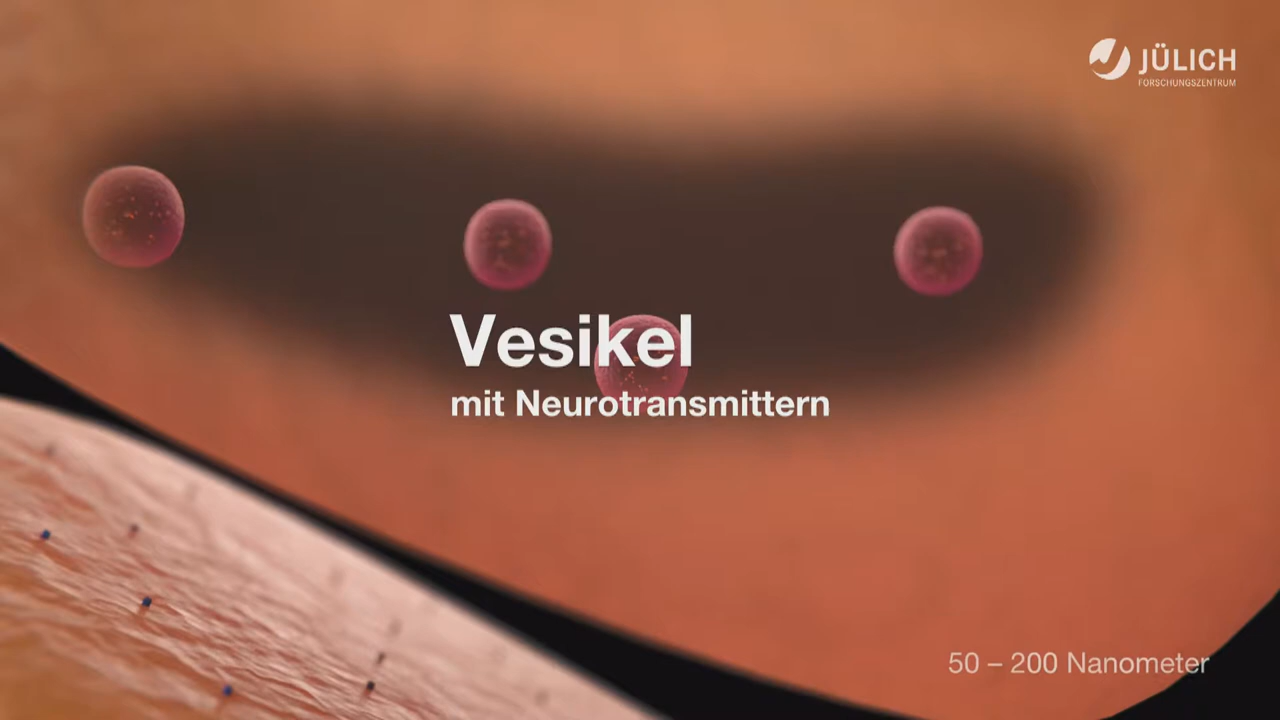 JÜLICH
FORSCHUNGSZENTRUM
Vesikel
mit Neurotransmittern
50 – 200 Nanometer